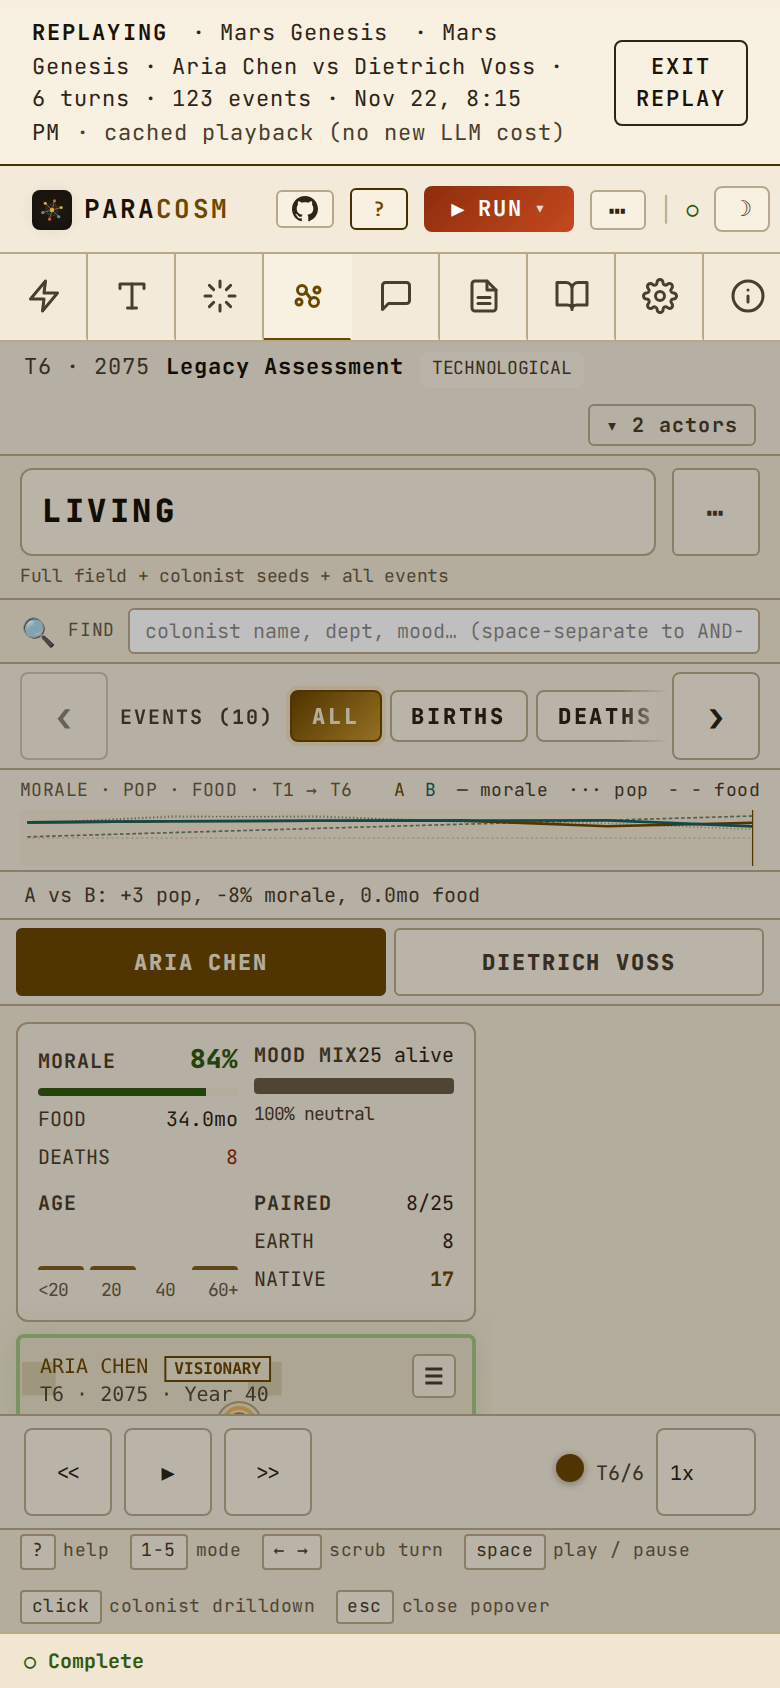 REPLAYING · Mars Genesis · Mars
Genesis · Aria Chen vs Dietrich Voss ·
6 turns · 123 events · Nov 22, 8:15
PM · cached playback (no new LLM cost)
EXIT
REPLAY
PARACOSM
?
▶ RUN ▾
…
T6 · 2075 Legacy Assessment TECHNOLOGICAL
▾ 2 actors
LIVING
…
Full field + colonist seeds + all events
FIND colonist name, dept, mood… (space-separate to AND-
‹ EVENTS (10) ALL BIRTHS DEATHS ›
MORALE · POP · FOOD · T1 → T6 A B — morale ··· pop - - food
A vs B: +3 pop, -8% morale, 0.0mo food
ARIA CHEN DIETRICH VOSS
MORALE 84%
FOOD 34.0mo
DEATHS 8
MOOD MIX 25 alive
100% neutral
AGE
<20 20 40 60+
PAIRED 8/25
EARTH 8
NATIVE 17
ARIA CHEN VISIONARY
T6 · 2075 · Year 40
<< ▶ >> T6/6 1x
? help 1-5 mode ← → scrub turn space play / pause
click colonist drilldown esc close popover
○ Complete